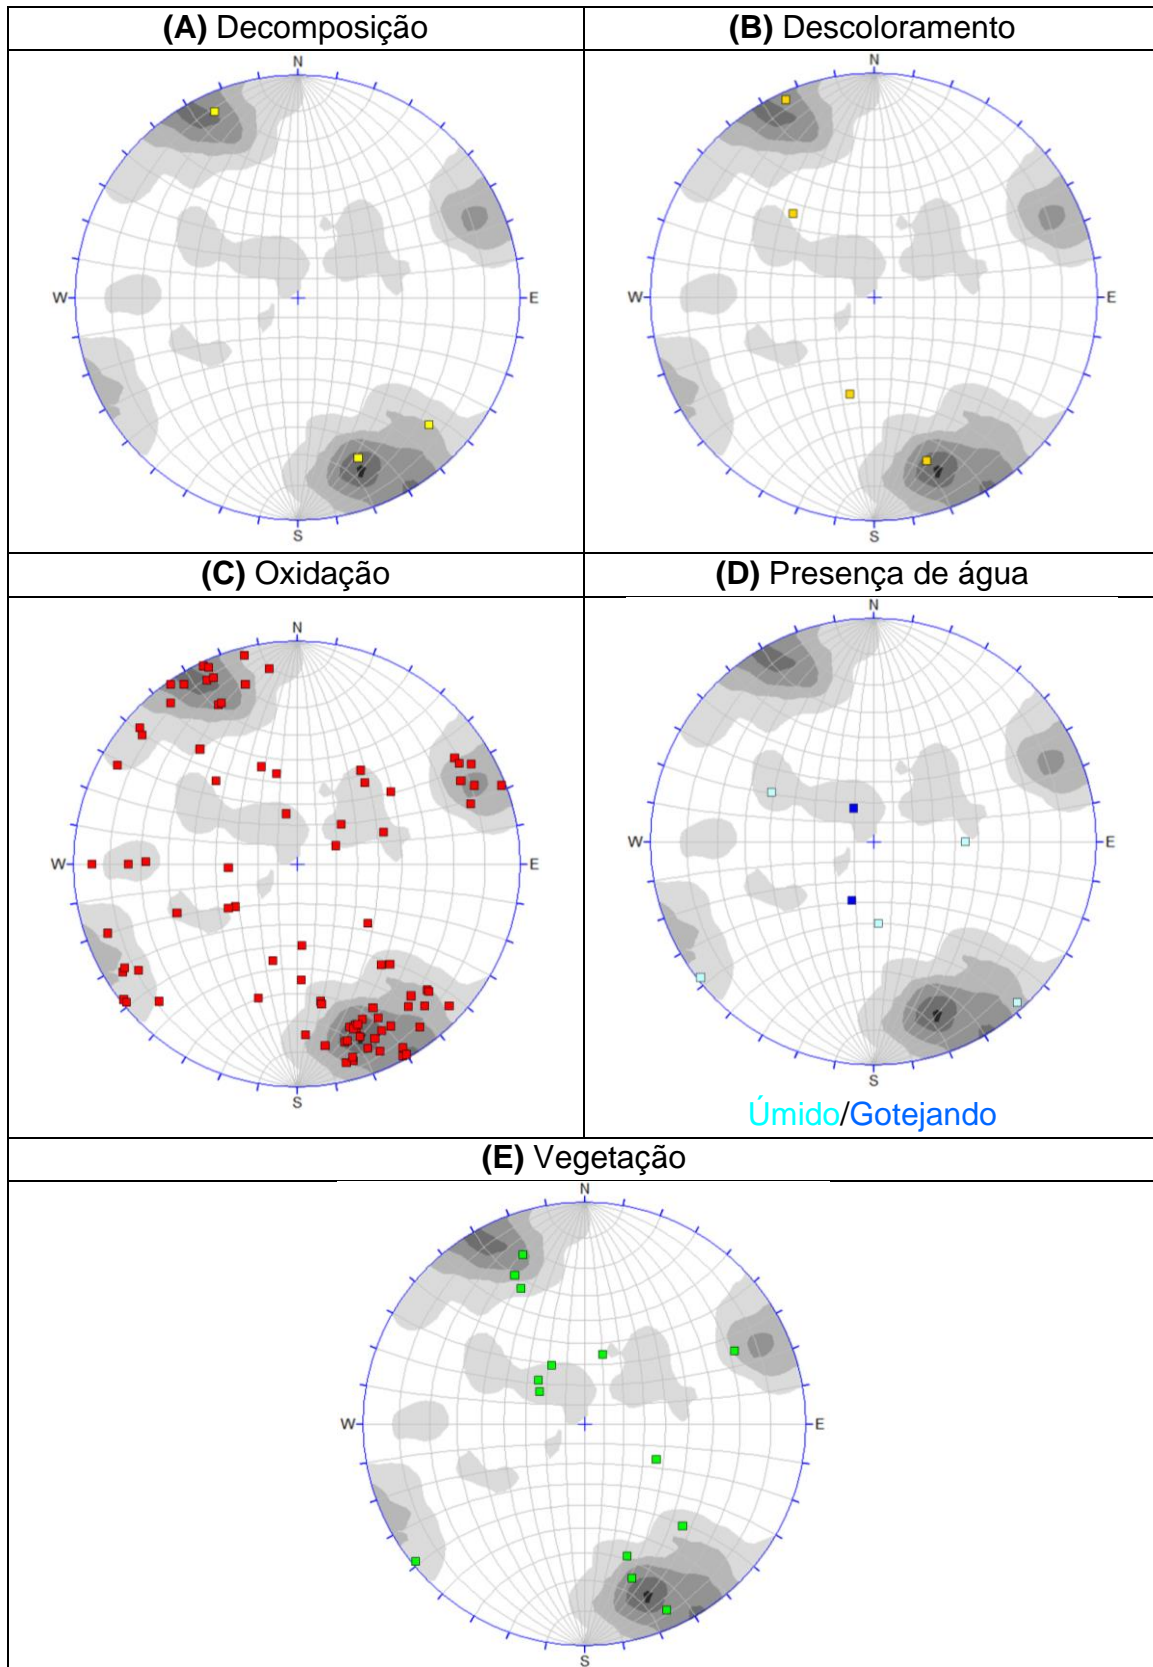 (A) Decomposição
(B) Descoloramento
N
W
E
S
N
W
E
S
(C) Oxidação
(D) Presença de água
N
W
E
S
N
W
E
S
Úmido/Gotejando
(E) Vegetação
N
W
E
S